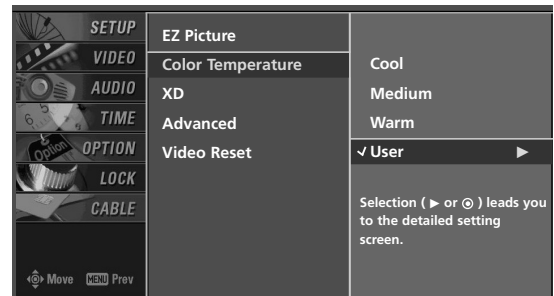 SETUP
VIDEO
AUDIO
TIME
OPTION
LOCK
CABLE
Move MENU Prev
EZ Picture
Color Temperature
XD
Advanced
Video Reset
Cool
Medium
Warm
✓ User ►
Selection ( ► or ⊙ ) leads you
to the detailed setting
screen.